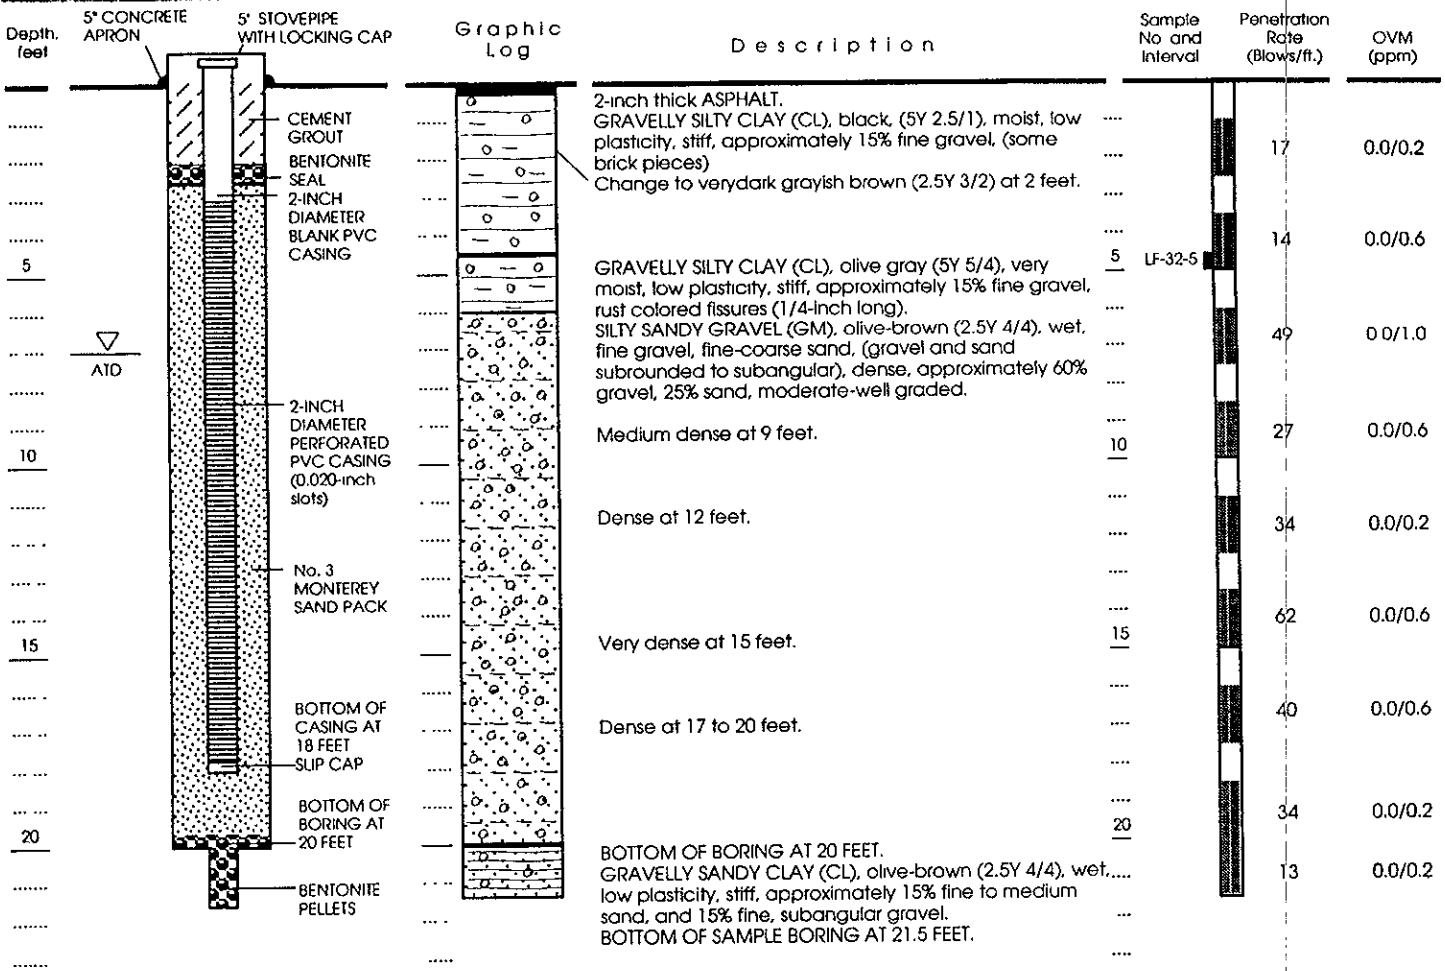 Depth, feet
5" CONCRETE APRON
5' STOVEPIPE WITH LOCKING CAP
Graphic Log
Description
Sample No and Interval
Penetration Rate (Blows/ft.)
OVM (ppm)
CEMENT GROUT
BENTONITE SEAL
2-INCH DIAMETER BLANK PVC CASING
2-INCH DIAMETER PERFORATED PVC CASING (0.020-inch slots)
No. 3 MONTEREY SAND PACK
BOTTOM OF CASING AT 18 FEET
SLIP CAP
BOTTOM OF BORING AT 20 FEET
BENTONITE PELLETS
5
ATD
10
15
20
2-inch thick ASPHALT.
GRAVELLY SILTY CLAY (CL), black, (5Y 2.5/1), moist, low
plasticity, stiff, approximately 15% fine gravel, (some
brick pieces)
Change to verydark grayish brown (2.5Y 3/2) at 2 feet.
GRAVELLY SILTY CLAY (CL), olive gray (5Y 5/4), very
moist, low plasticity, stiff, approximately 15% fine gravel,
rust colored fissures (1/4-inch long).
SILTY SANDY GRAVEL (GM), olive-brown (2.5Y 4/4), wet,
fine gravel, fine-coarse sand, (gravel and sand
subrounded to subangular), dense, approximately 60%
gravel, 25% sand, moderate-well graded.
Medium dense at 9 feet.
Dense at 12 feet.
Very dense at 15 feet.
Dense at 17 to 20 feet.
BOTTOM OF BORING AT 20 FEET.
GRAVELLY SANDY CLAY (CL), olive-brown (2.5Y 4/4), wet,
low plasticity, stiff, approximately 15% fine to medium
sand, and 15% fine, subangular gravel.
BOTTOM OF SAMPLE BORING AT 21.5 FEET.
5
LF-32-5
10
15
20
17 0.0/0.2
14 0.0/0.6
49 0 0/1.0
27 0.0/0.6
34 0.0/0.2
62 0.0/0.6
40 0.0/0.6
34 0.0/0.2
13 0.0/0.2